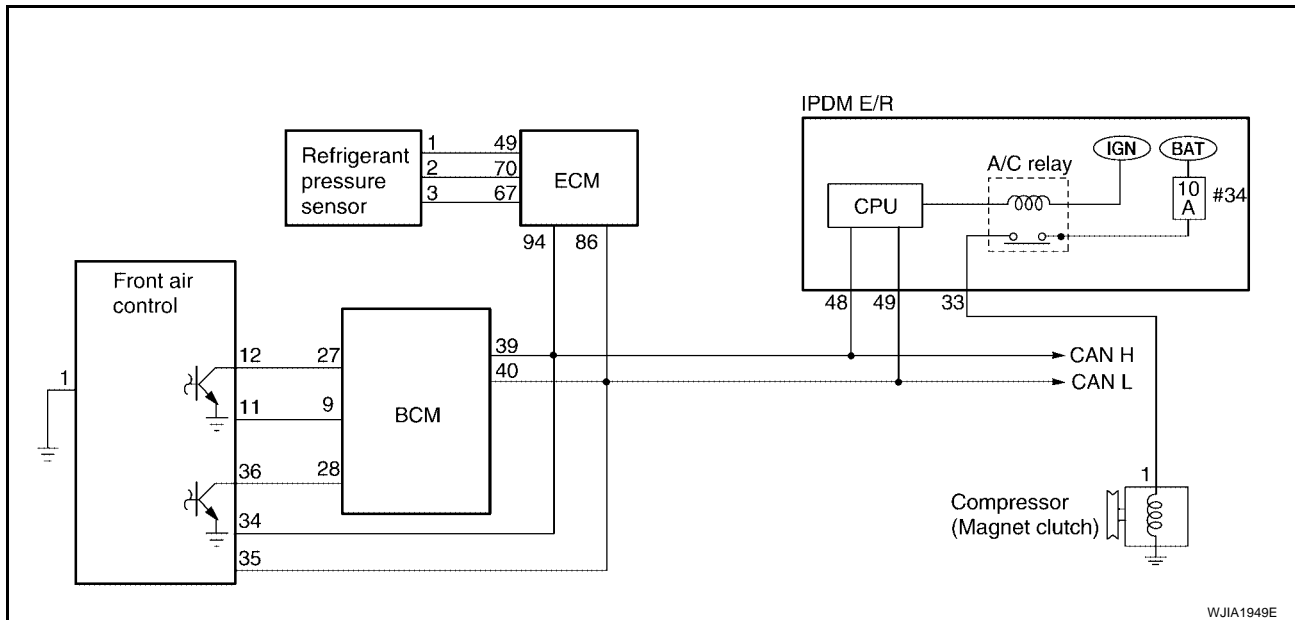 IPDM E/R
IGN
BAT
A/C relay
10
A
#34
CPU
Refrigerant
pressure
sensor
1
2
3
49
70
67
ECM
94
86
48
49
33
Front air
control
1
12
27
11
9
36
28
34
35
BCM
39
40
CAN H
CAN L
1
Compressor
(Magnet clutch)
WJIA1949E